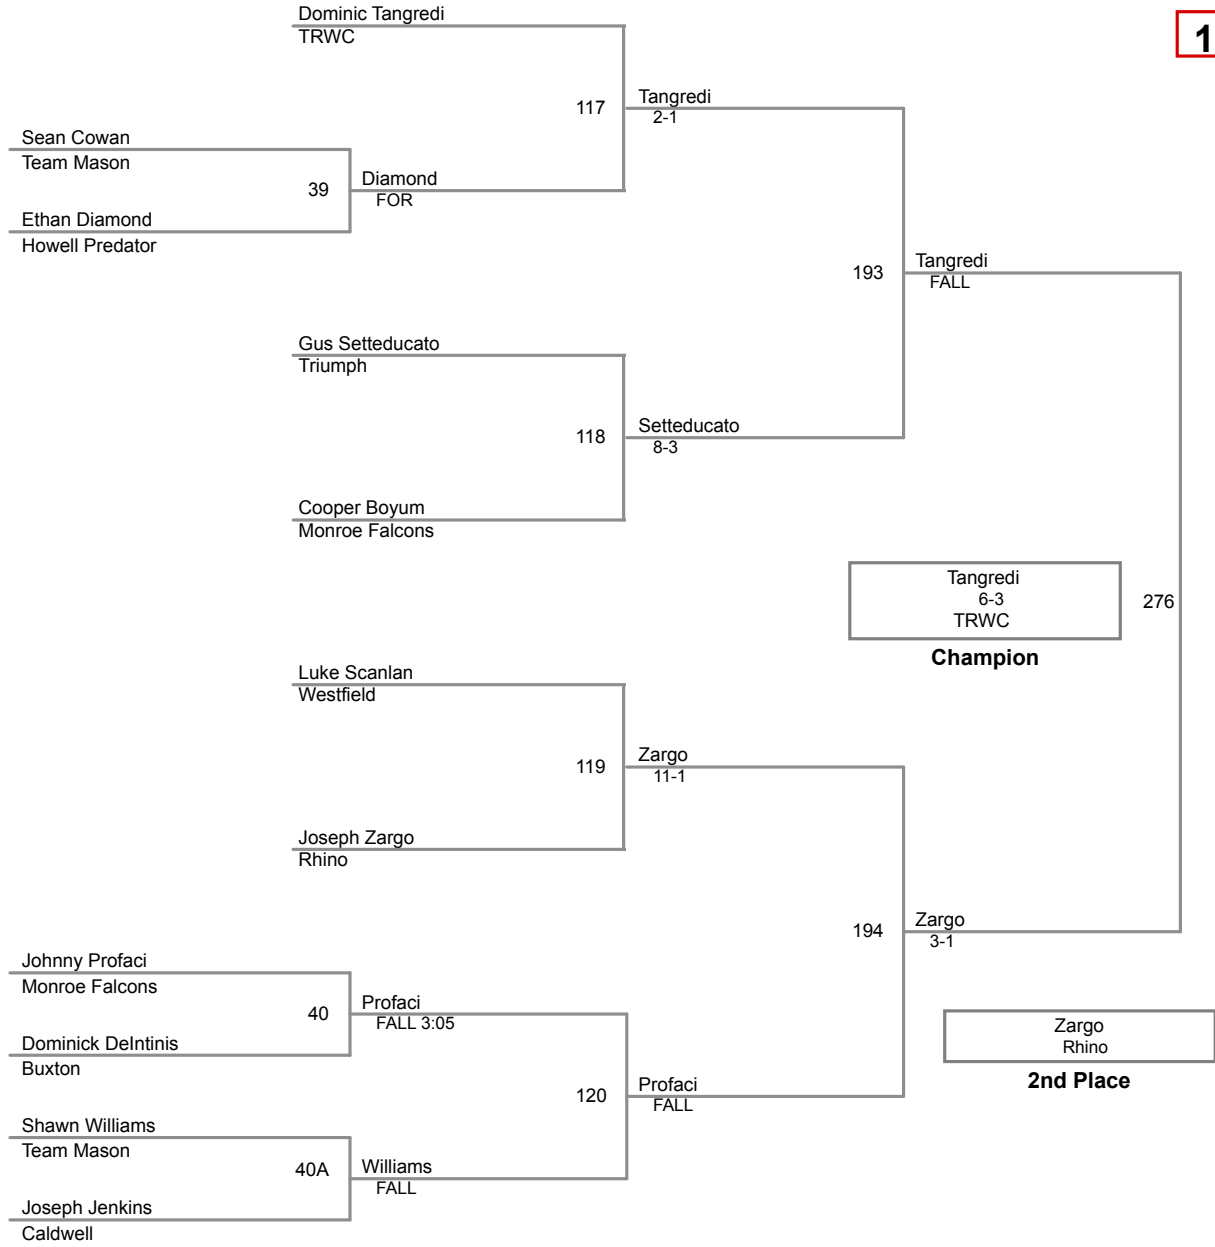 Dominic Tangredi
TRWC
1
117
Tangredi
2-1
Sean Cowan
Team Mason
39
Diamond
FOR
Ethan Diamond
Howell Predator
193
Tangredi
FALL
Gus Setteducato
Triumph
118
Setteducato
8-3
Cooper Boyum
Monroe Falcons
Tangredi
6-3
TRWC
276
Champion
Luke Scanlan
Westfield
119
Zargo
11-1
Joseph Zargo
Rhino
194
Zargo
3-1
Johnny Profaci
Monroe Falcons
40
Profaci
FALL 3:05
Dominick DeIntinis
Buxton
Zargo
Rhino
2nd Place
120
Profaci
FALL
Shawn Williams
Team Mason
40A
Williams
FALL
Joseph Jenkins
Caldwell